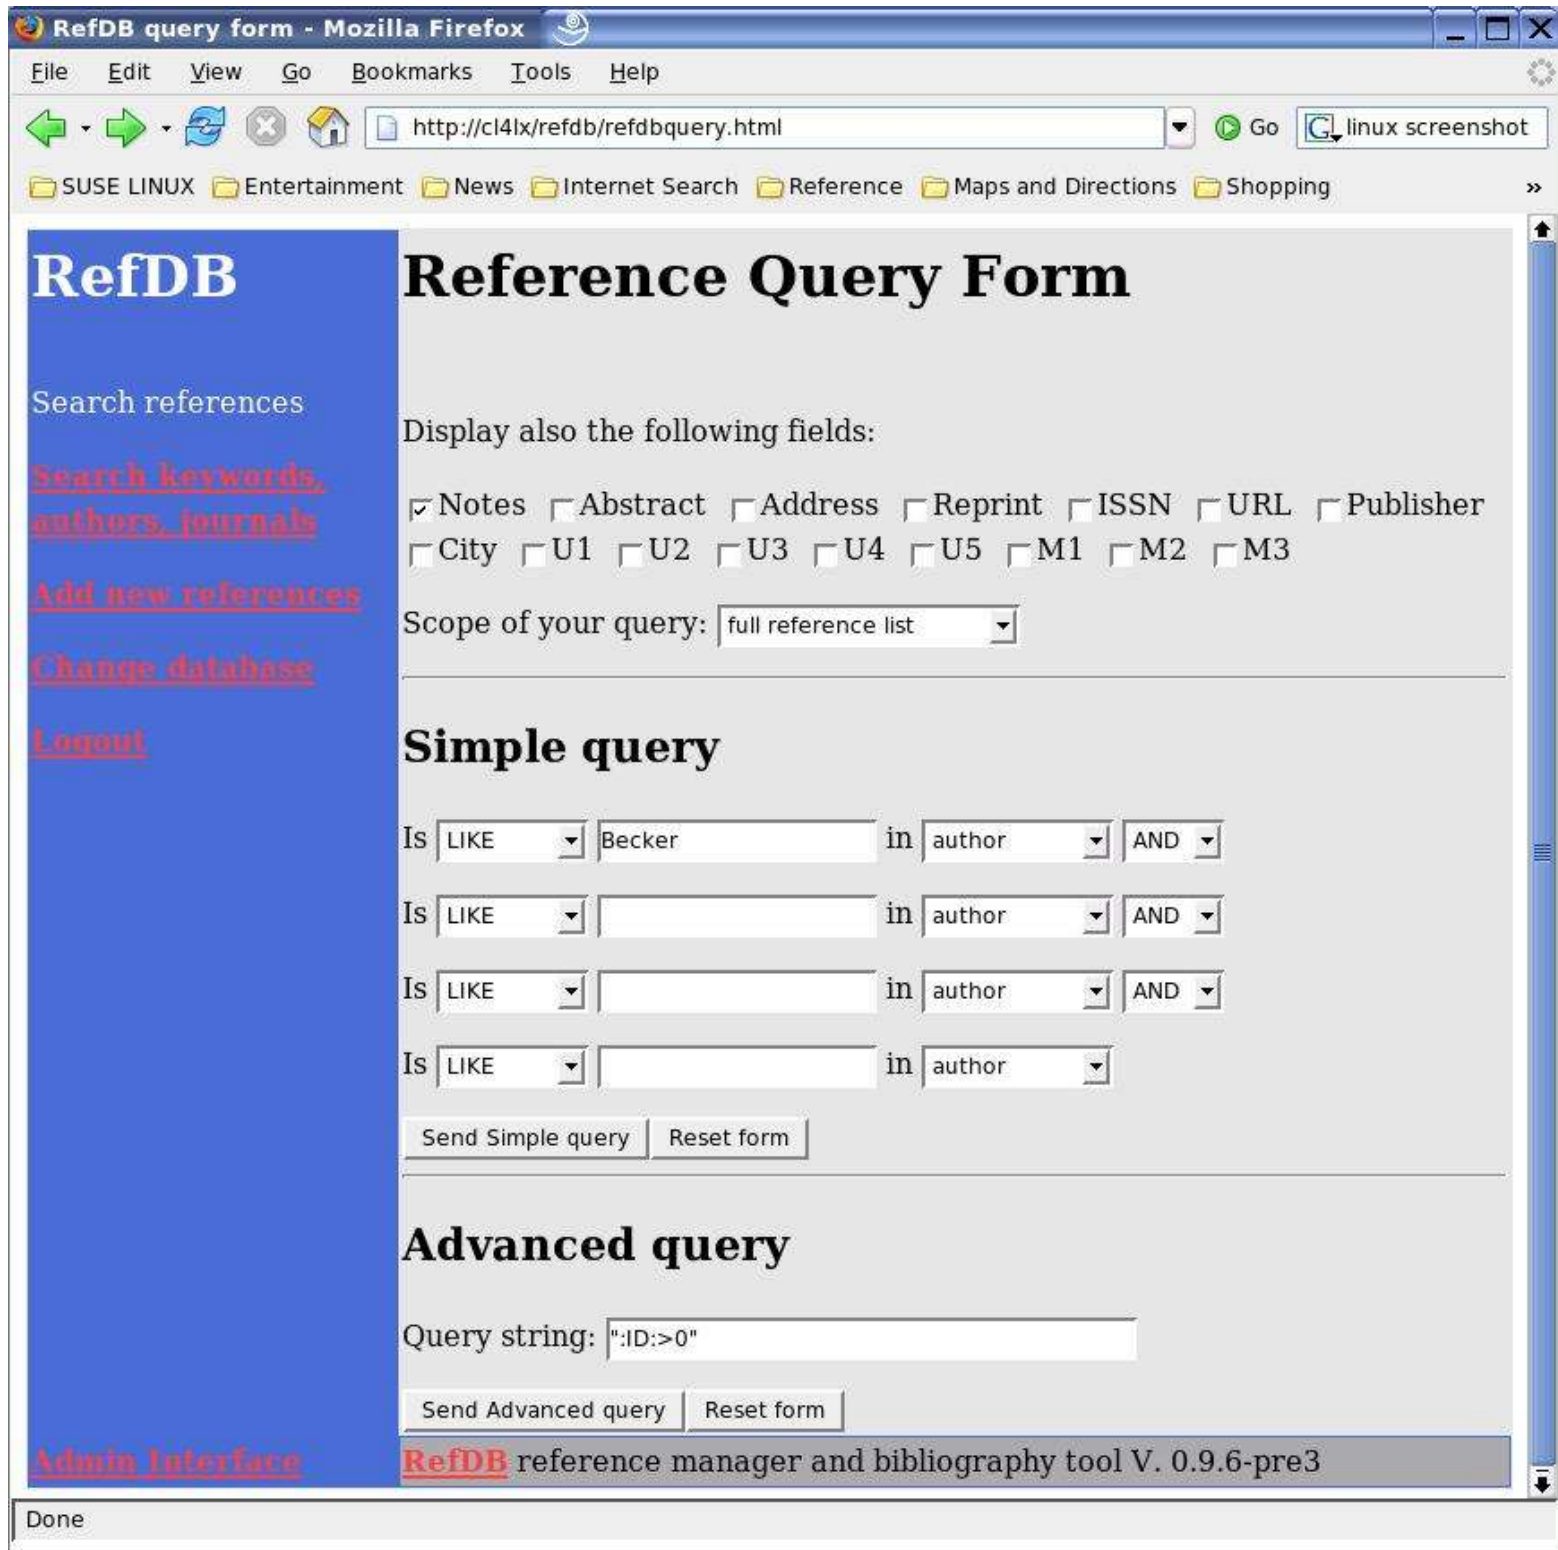 RefDB query form - Mozilla Firefox
File Edit View Go Bookmarks Tools Help
http://cl4lx/refdb/refdbquery.html Go G linux screenshot
SUSE LINUX Entertainment News Internet Search Reference Maps and Directions Shopping »
RefDB
Search references
Search keywords,
authors, journals
Add new references
Change database
Logout
Admin Interface
Reference Query Form
Display also the following fields:
Notes Abstract Address Reprint ISSN URL Publisher
City U1 U2 U3 U4 U5 M1 M2 M3
Scope of your query: full reference list
Simple query
Is LIKE Becker in author AND
Is LIKE in author AND
Is LIKE in author AND
Is LIKE in author
Send Simple query Reset form
Advanced query
Query string: ":ID:>0"
Send Advanced query Reset form
RefDB reference manager and bibliography tool V. 0.9.6-pre3
Done